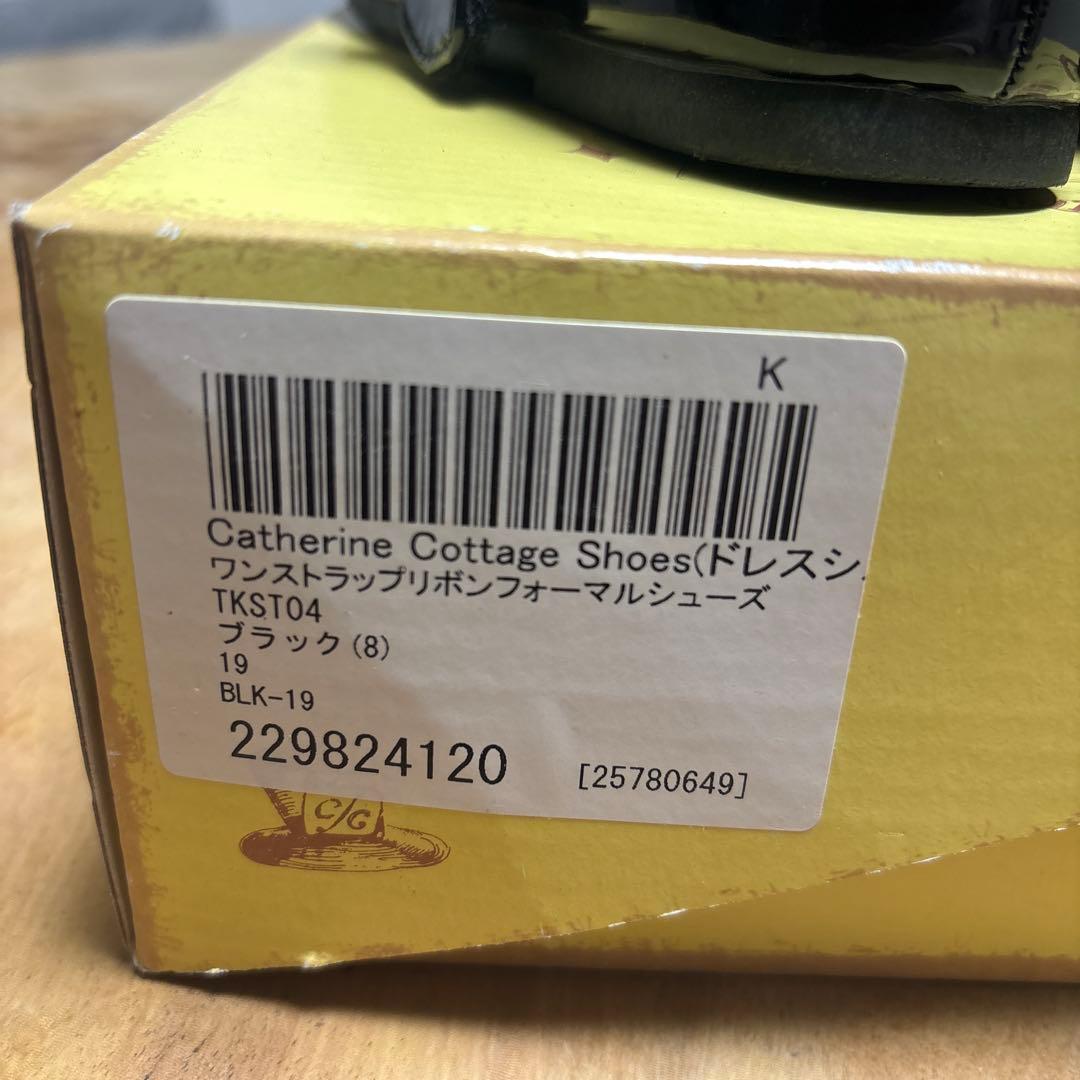 K
Catherine Cottage Shoes(ドレスシ
ワンストラップリボンフォーマルシューズ
TKST04
ブラック(8)
19
BLK-19
229824120
[25780649]
C/G